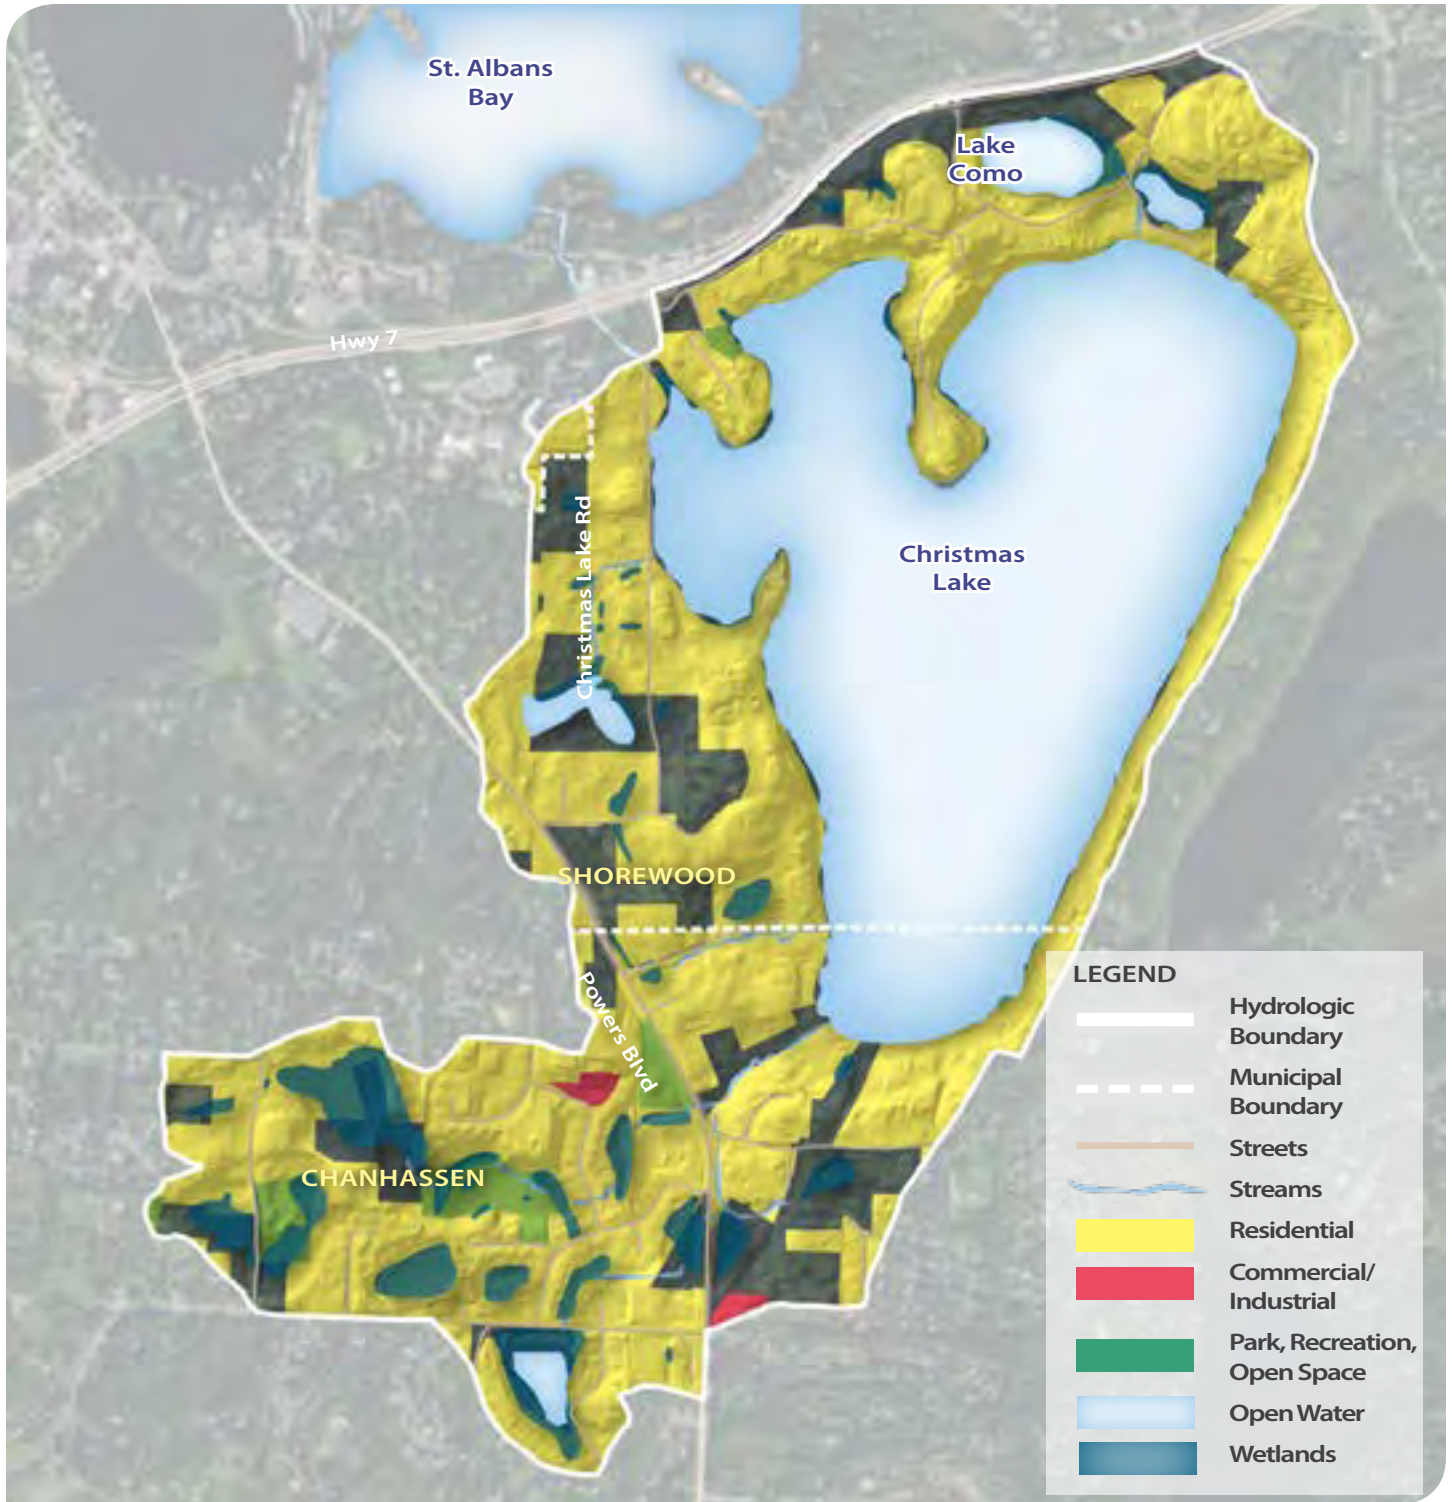 St. Albans
Bay
Lake
Como
Hwy 7
Christmas Lake Rd
Christmas
Lake
SHOREWOOD
Powers Blvd
CHANHASSEN
LEGEND
Hydrologic
Boundary
Municipal
Boundary
Streets
Streams
Residential
Commercial/
Industrial
Park, Recreation,
Open Space
Open Water
Wetlands